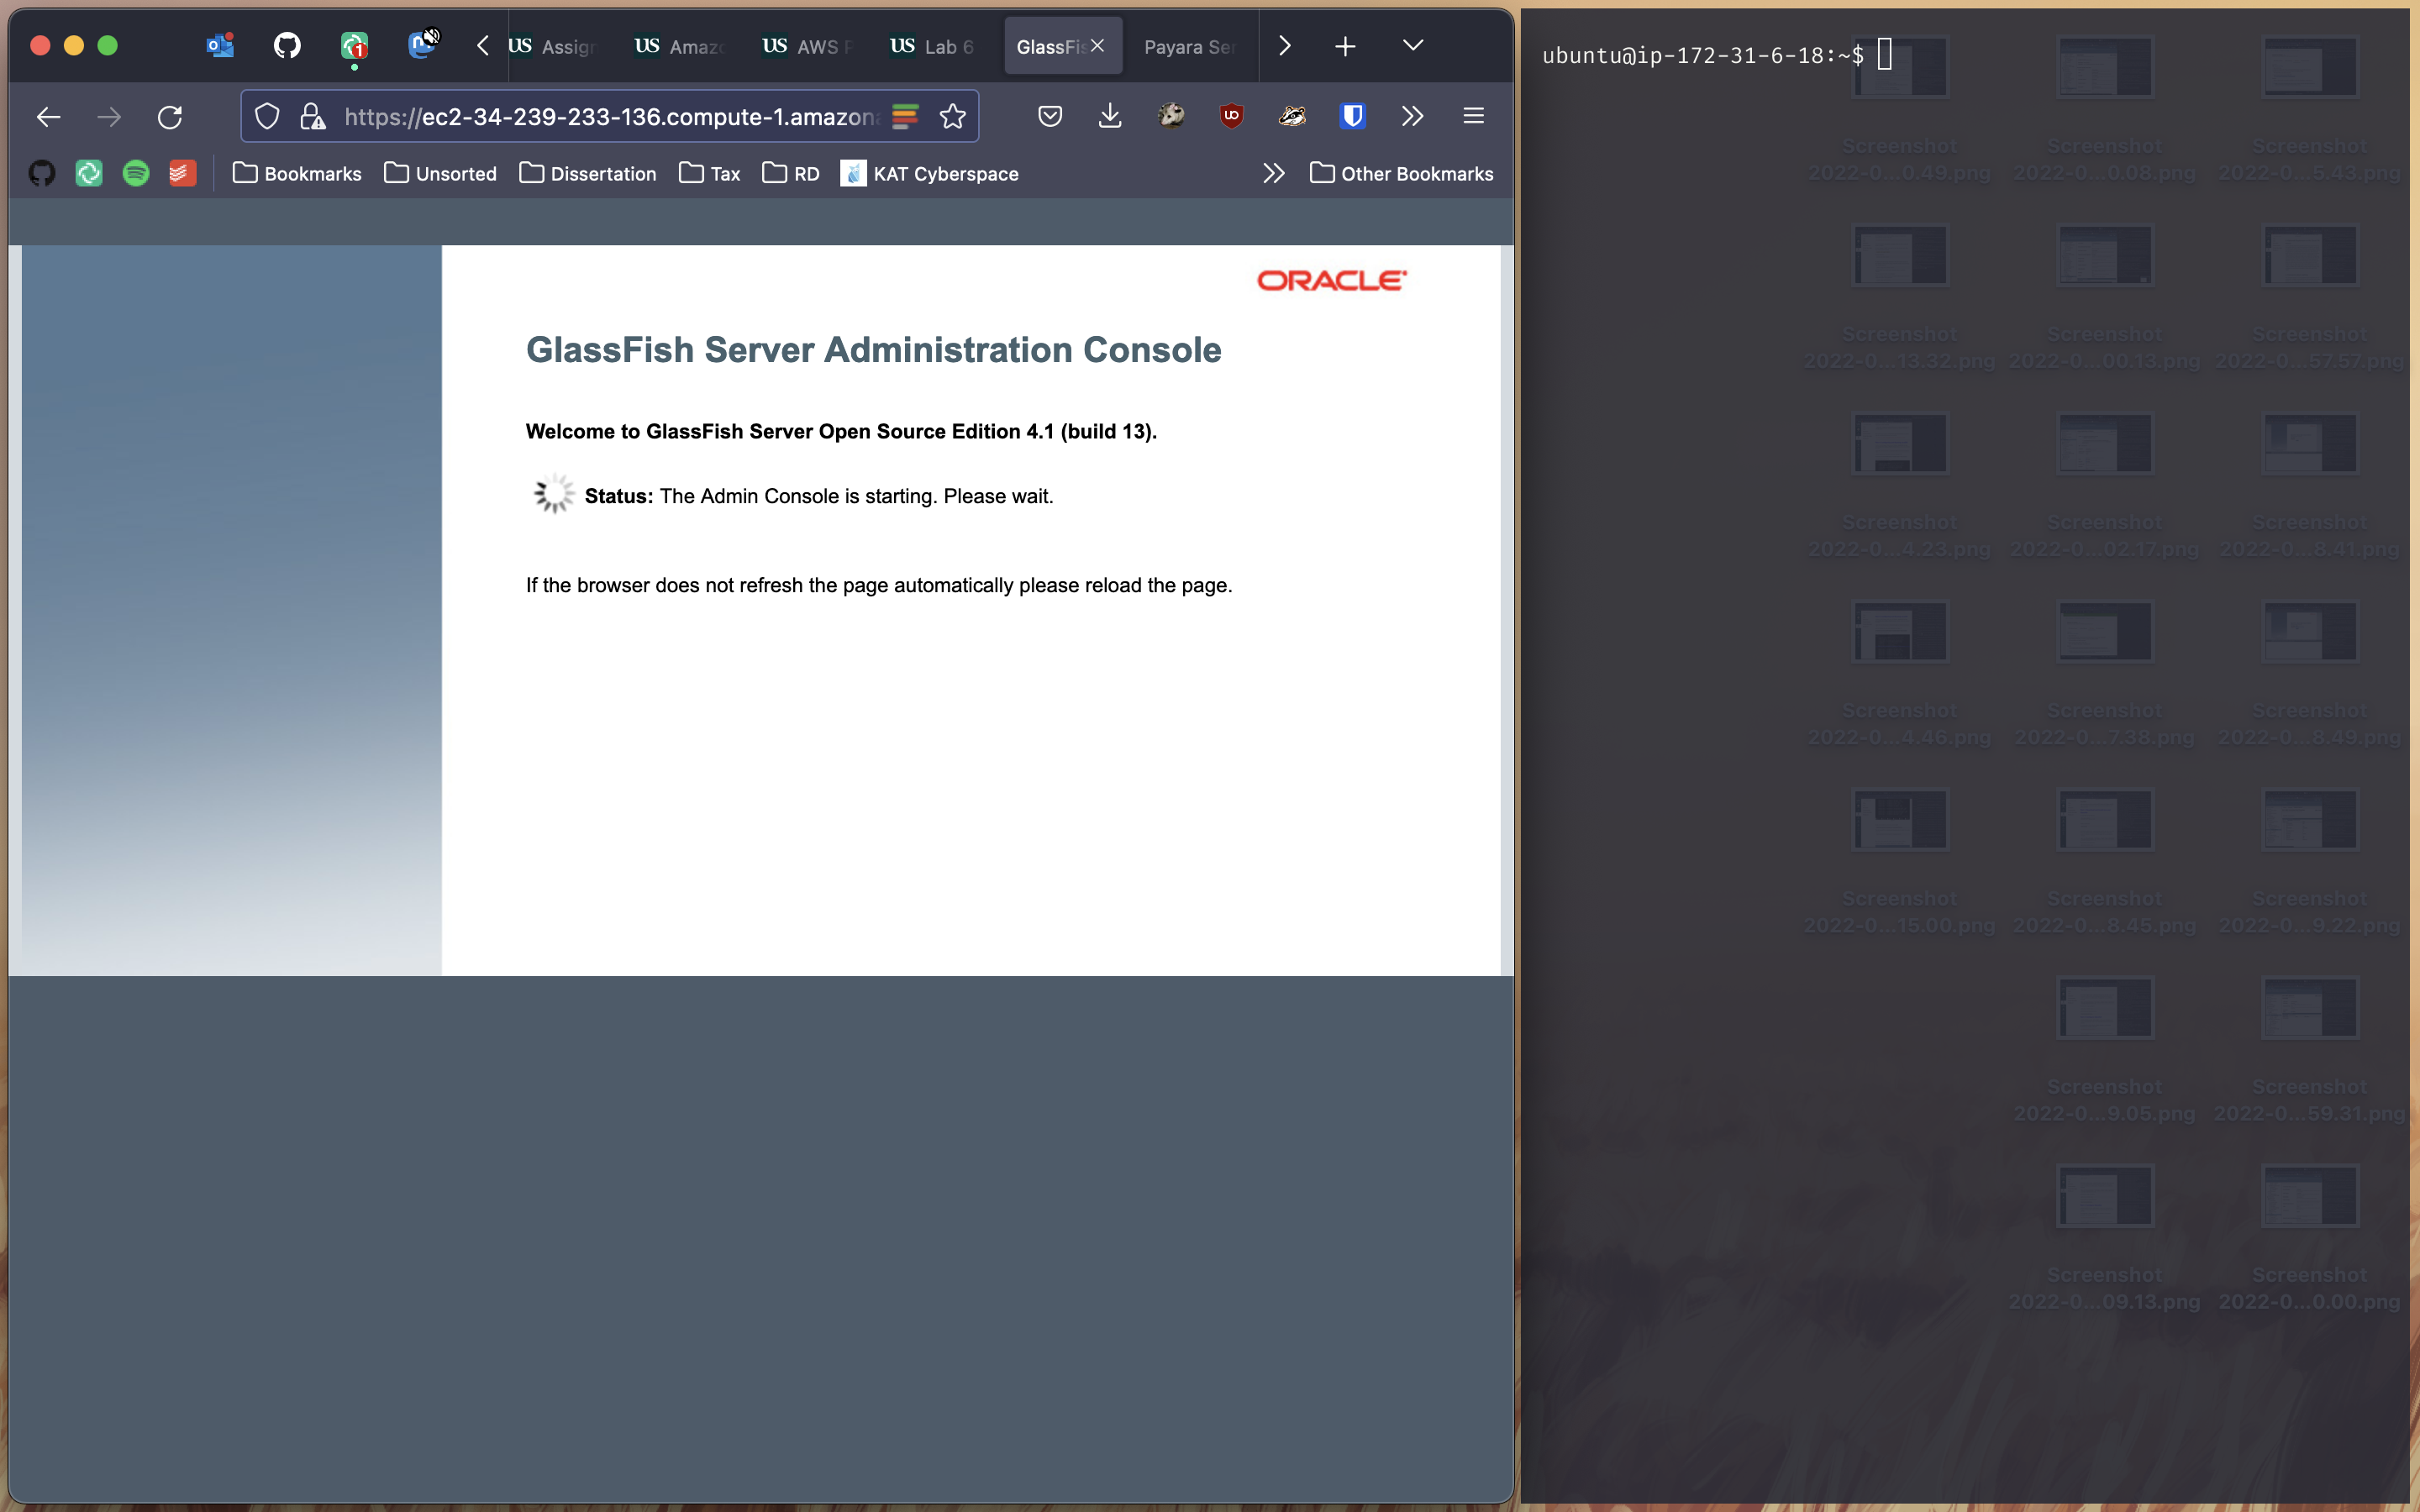 US Assign
US Amaz
US AWS P
US Lab 6
GlassFis
Payara Ser
https://ec2-34-239-233-136.compute-1.amazona
Bookmarks
Unsorted
Dissertation
Tax
RD
KAT Cyberspace
Other Bookmarks
ORACLE
GlassFish Server Administration Console
Welcome to GlassFish Server Open Source Edition 4.1 (build 13).
Status: The Admin Console is starting. Please wait.
If the browser does not refresh the page automatically please reload the page.
ubuntu@ip-172-31-6-18:~$
Screenshot Screenshot Screenshot
2022-0...0.49.png 2022-0...0.08.png 2022-0...5.43.png
Screenshot Screenshot Screenshot
2022-0...13.32.png 2022-0...00.13.png 2022-0...57.57.png
Screenshot Screenshot Screenshot
2022-0...4.23.png 2022-0...02.17.png 2022-0...8.41.png
Screenshot Screenshot Screenshot
2022-0...4.46.png 2022-0...7.38.png 2022-0...8.49.png
Screenshot Screenshot Screenshot
2022-0...15.00.png 2022-0...8.45.png 2022-0...9.22.png
Screenshot Screenshot
2022-0...9.05.png 2022-0...59.31.png
Screenshot Screenshot
2022-0...09.13.png 2022-0...0.00.png